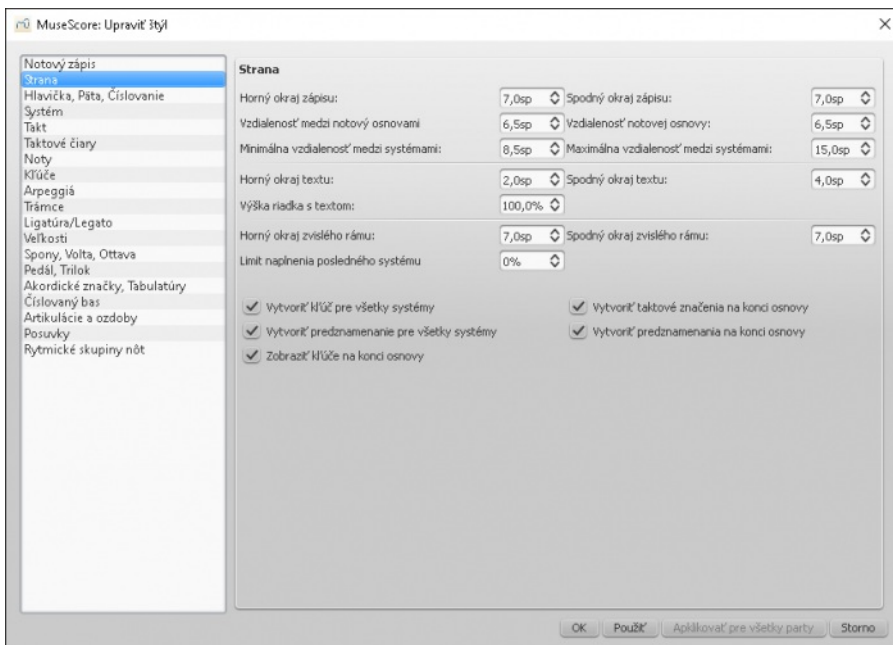 MuseScore: Upraviť štýl
Notový zápis
Strana
Hlavička, Päta, Číslovanie
Systém
Takt
Taktové čiary
Noty
Kľúče
Arpeggiá
Trámce
Ligatúra/Legato
Veľkosti
Spony, Volta, Ottava
Pedál, Trilok
Akordické značky, Tabulatúry
Číslovaný bas
Artikulácie a ozdoby
Posuvky
Rytmické skupiny nôt
Strana
Horný okraj zápisu: 7,0sp Spodný okraj zápisu: 7,0sp
Vzdialenosť medzi notový osnovami 6,5sp Vzdialenosť notovej osnovy: 6,5sp
Minimálna vzdialenosť medzi systémami: 8,5sp Maximálna vzdialenosť medzi systémami: 15,0sp
Horný okraj textu: 2,0sp Spodný okraj textu: 4,0sp
Výška riadka s textom: 100,0%
Horný okraj zvislého rámu: 7,0sp Spodný okraj zvislého rámu: 7,0sp
Limit naplnenia posledného systému 0%
Vytvoriť kľúč pre všetky systémy Vytvoriť taktové značenia na konci osnovy
Vytvoriť predznamenanie pre všetky systémy Vytvoriť predznamenania na konci osnovy
Zobraziť kľúče na konci osnovy
OK Použiť Aplikovať pre všetky party Storno